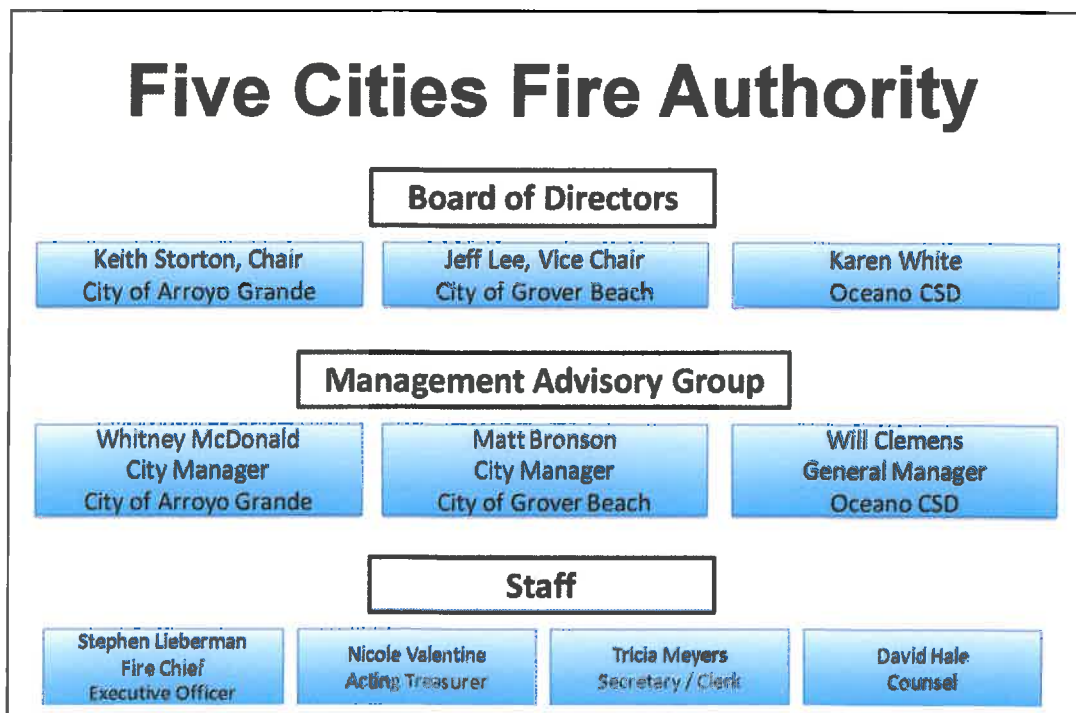 Five Cities Fire Authority
Board of Directors
Keith Storton, Chair
City of Arroyo Grande
Jeff Lee, Vice Chair
City of Grover Beach
Karen White
Oceano CSD
Management Advisory Group
Whitney McDonald
City Manager
City of Arroyo Grande
Matt Bronson
City Manager
City of Grover Beach
Will Clemens
General Manager
Oceano CSD
Staff
Stephen Lieberman
Fire Chief
Executive Officer
Nicole Valentine
Acting Treasurer
Tricia Meyers
Secretary / Clerk
David Hale
Counsel